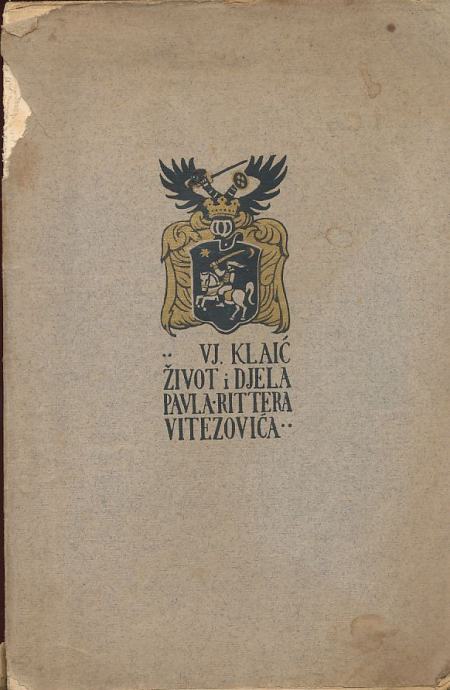 ·· VJ. KLAIĆ
ŽIVOT i DJELA
PAVLA·RITTERA
VITEZOVIĆA··